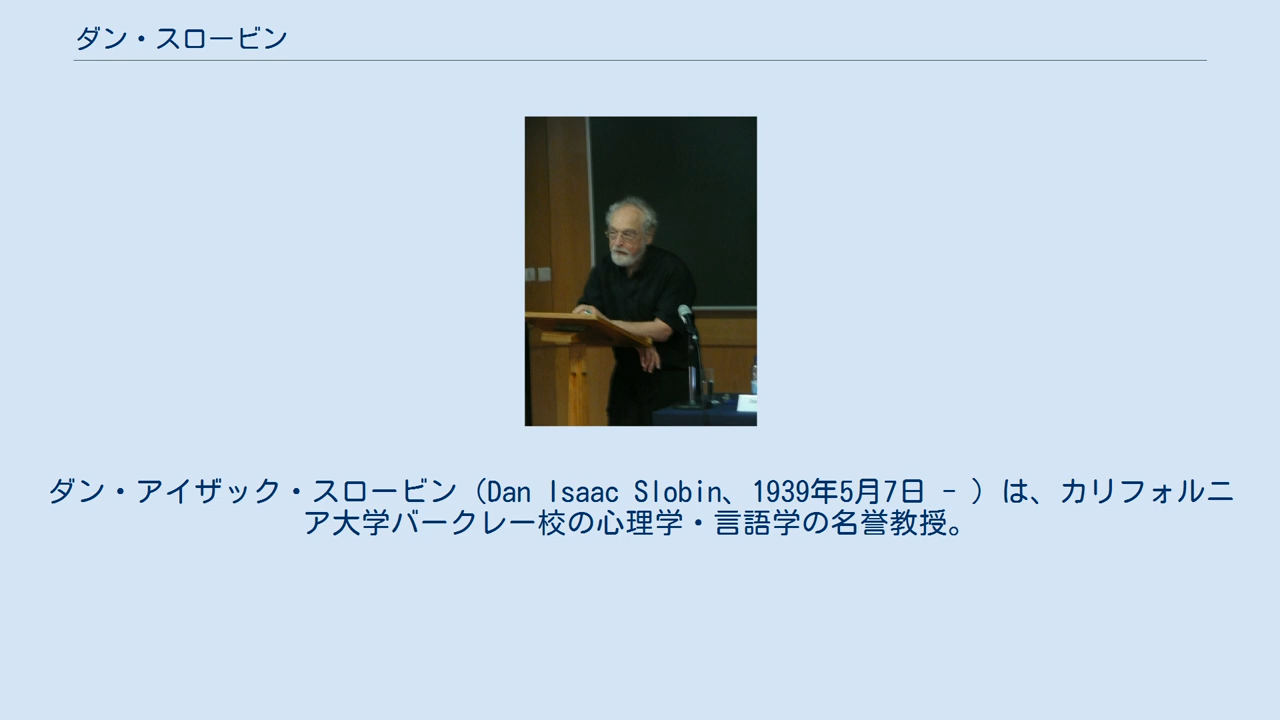 ダン・スロービン
ダン・アイザック・スロービン（Dan Isaac Slobin、1939年5月7日 - ）は、カリフォルニ
ア大学バークレー校の心理学・言語学の名誉教授。